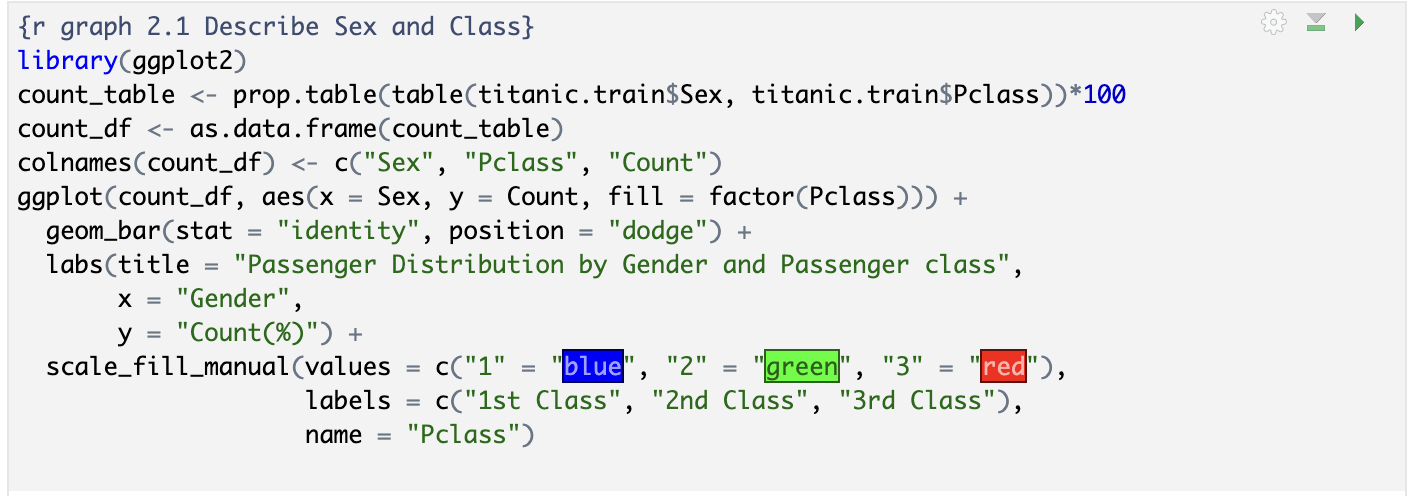 {r graph 2.1 Describe Sex and Class}
library(ggplot2)
count_table <- prop.table(table(titanic.train$Sex, titanic.train$Pclass))*100
count_df <- as.data.frame(count_table)
colnames(count_df) <- c("Sex", "Pclass", "Count")
ggplot(count_df, aes(x = Sex, y = Count, fill = factor(Pclass))) +
  geom_bar(stat = "identity", position = "dodge") +
  labs(title = "Passenger Distribution by Gender and Passenger class",
       x = "Gender",
       y = "Count(%)") +
  scale_fill_manual(values = c("1" = "blue", "2" = "green", "3" = "red"),
                    labels = c("1st Class", "2nd Class", "3rd Class"),
                    name = "Pclass")